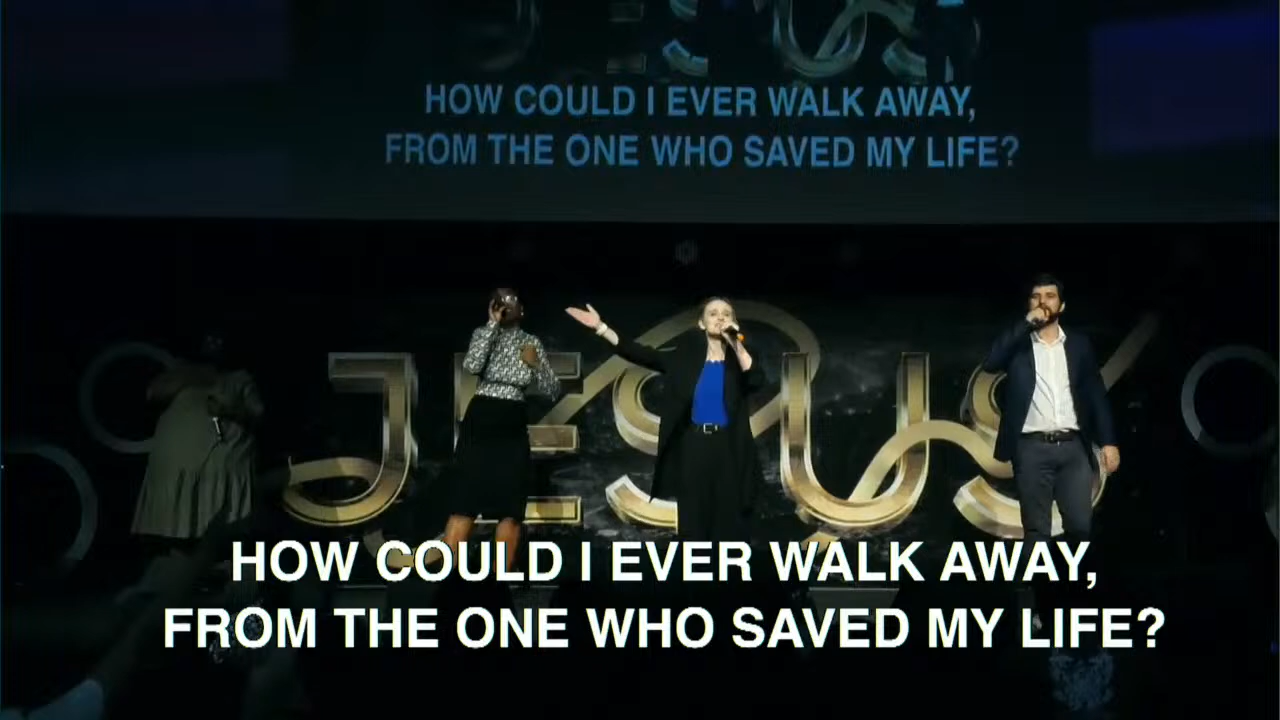 HOW COULD I EVER WALK AWAY,
FROM THE ONE WHO SAVED MY LIFE?
JESUS
HOW COULD I EVER WALK AWAY,
FROM THE ONE WHO SAVED MY LIFE?